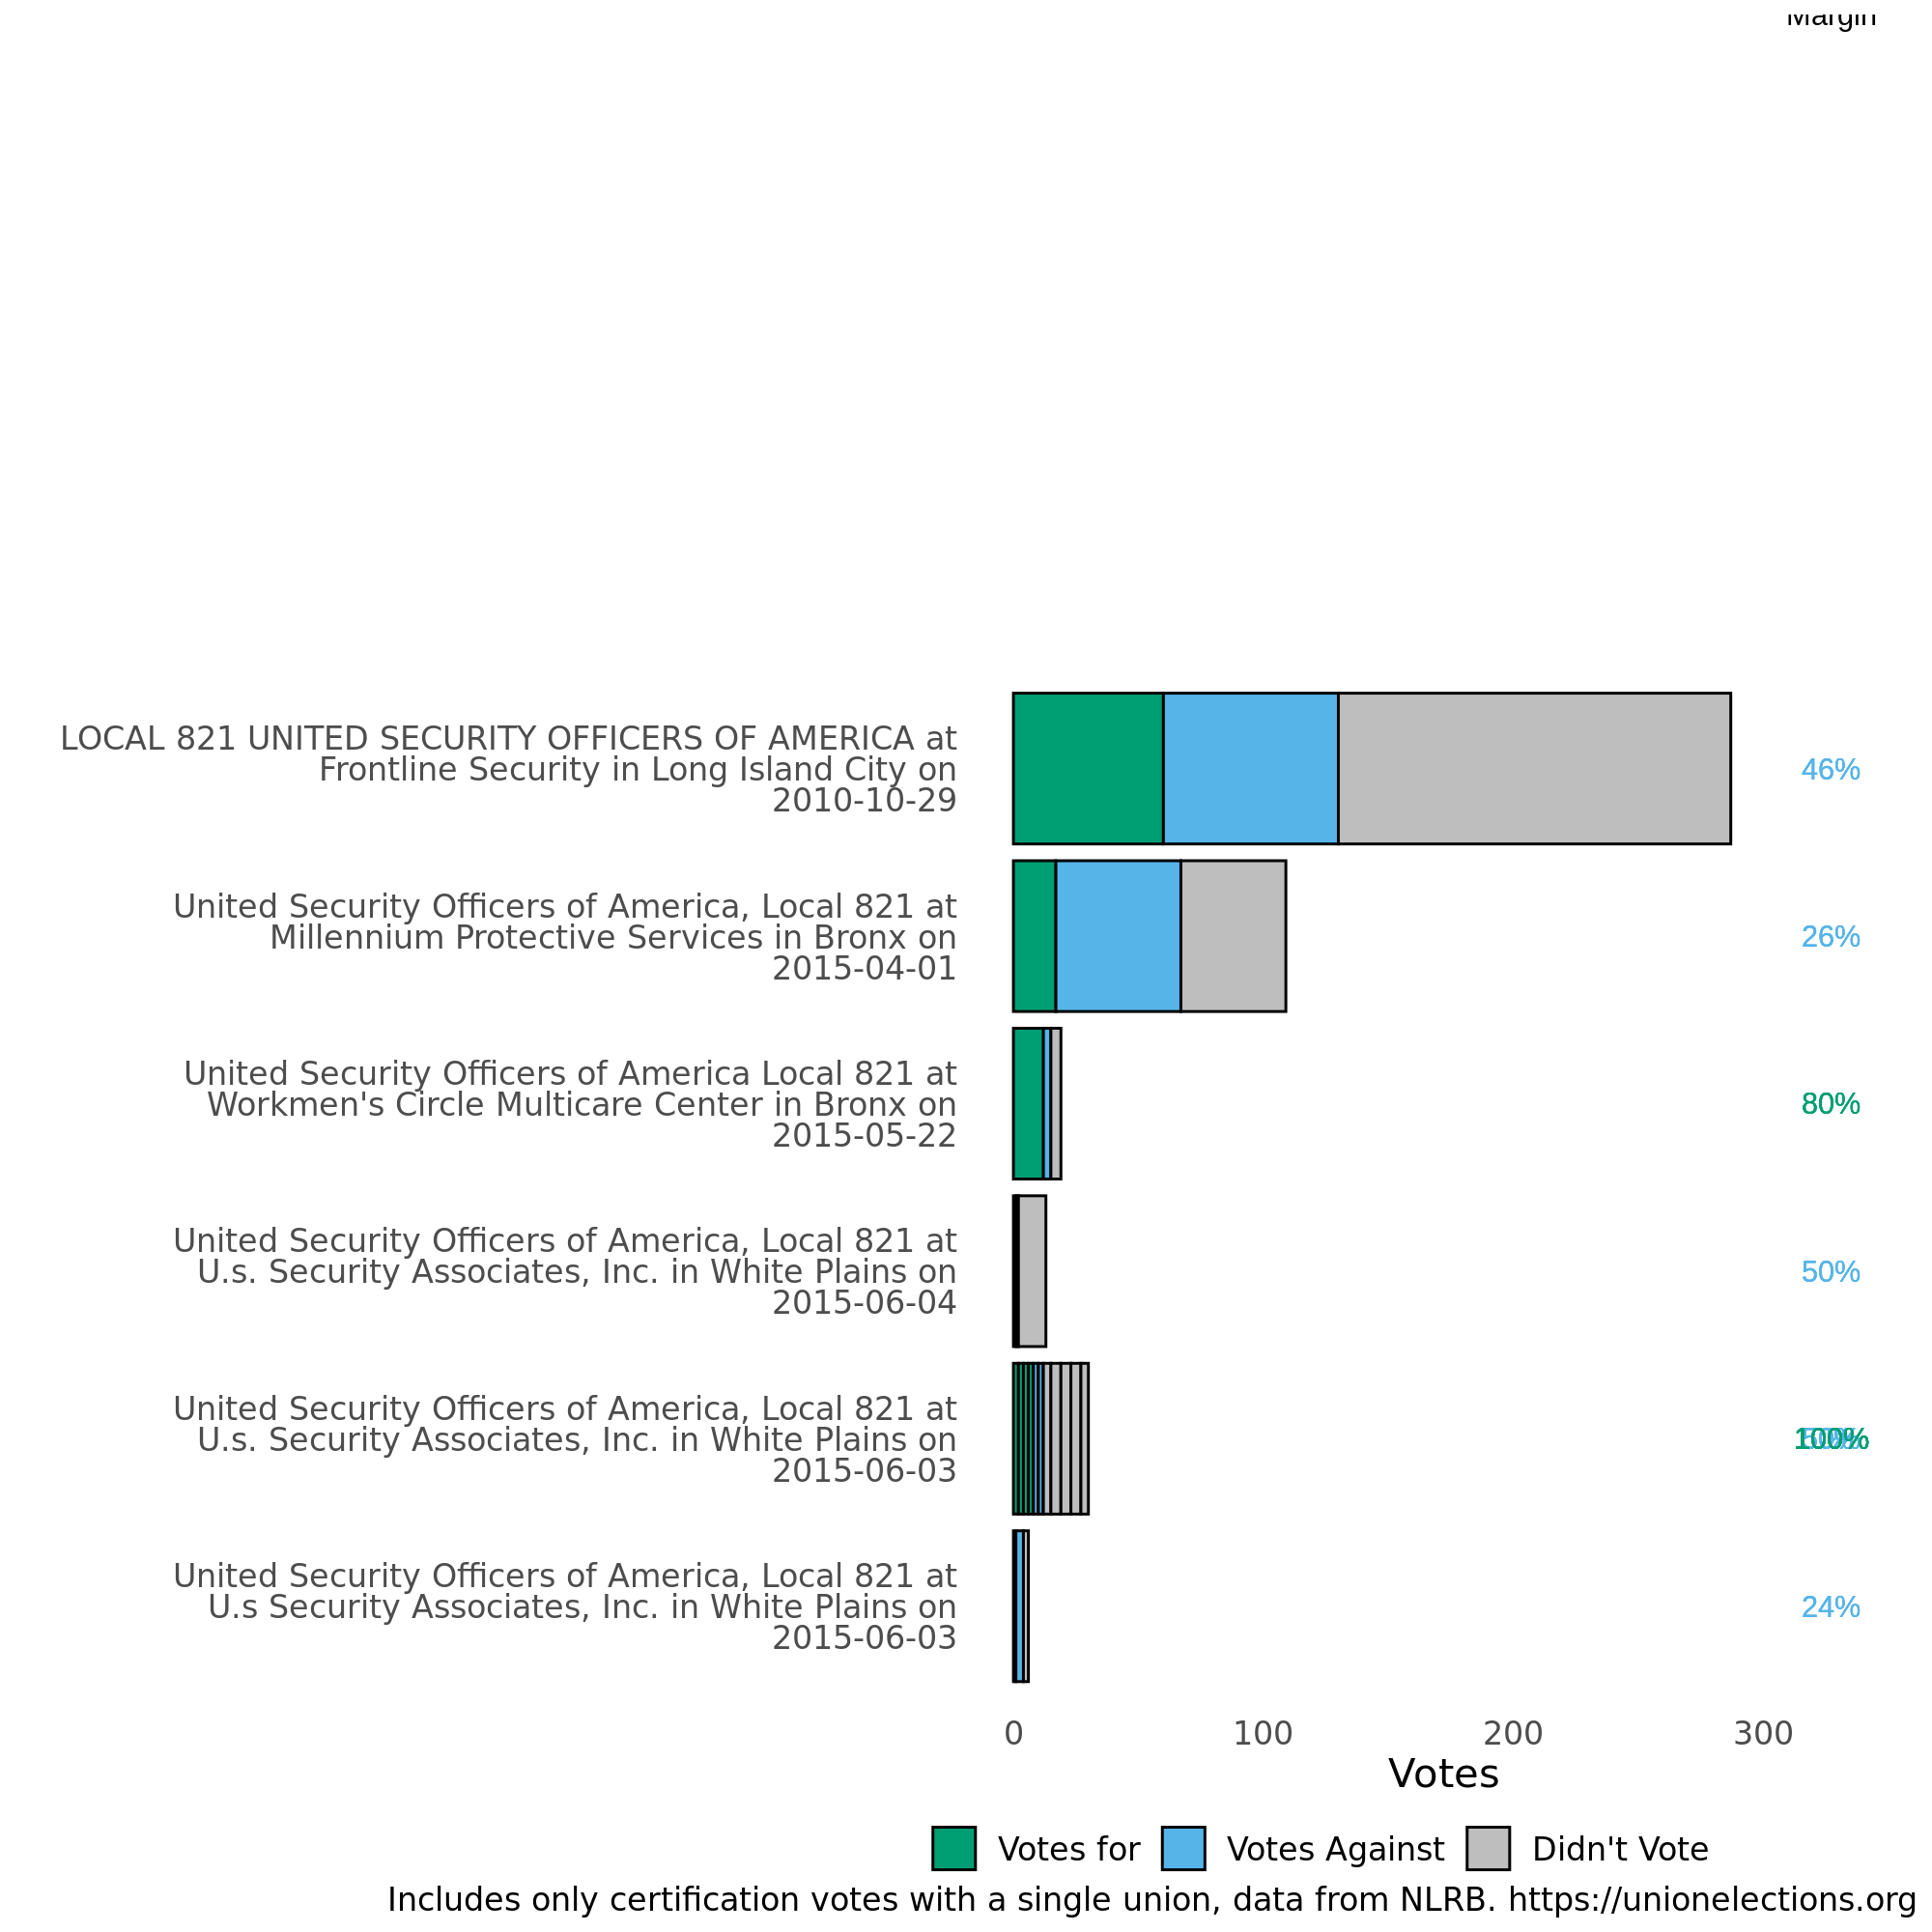 Margin
LOCAL 821 UNITED SECURITY OFFICERS OF AMERICA at
Frontline Security in Long Island City on
2010-10-29
46%
United Security Officers of America, Local 821 at
Millennium Protective Services in Bronx on
2015-04-01
26%
United Security Officers of America Local 821 at
Workmen's Circle Multicare Center in Bronx on
2015-05-22
80%
United Security Officers of America, Local 821 at
U.s. Security Associates, Inc. in White Plains on
2015-06-04
50%
United Security Officers of America, Local 821 at
U.s. Security Associates, Inc. in White Plains on
2015-06-03
100%
United Security Officers of America, Local 821 at
U.s Security Associates, Inc. in White Plains on
2015-06-03
24%
0 100 200 300
Votes
Votes for Votes Against Didn't Vote
Includes only certification votes with a single union, data from NLRB. https://unionelections.org